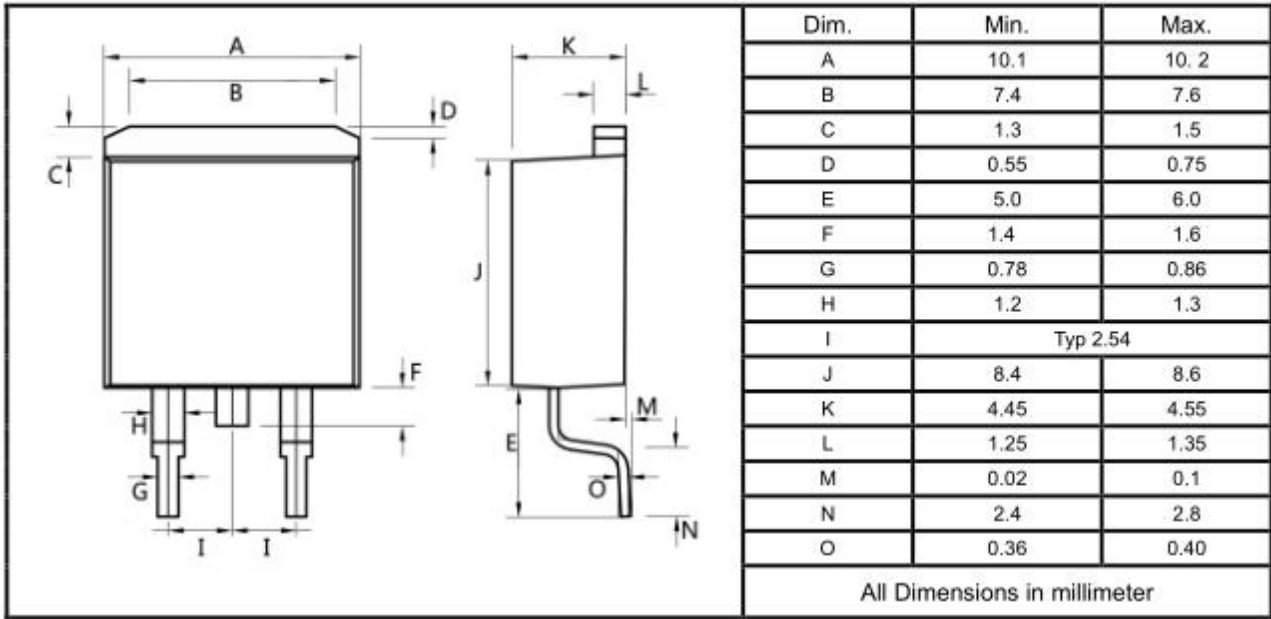 A
B
D
C
F
H
G
I I
K
L
J
M
E
O
N
Dim. Min. Max.
A 10.1 10. 2
B 7.4 7.6
C 1.3 1.5
D 0.55 0.75
E 5.0 6.0
F 1.4 1.6
G 0.78 0.86
H 1.2 1.3
I Typ 2.54
J 8.4 8.6
K 4.45 4.55
L 1.25 1.35
M 0.02 0.1
N 2.4 2.8
O 0.36 0.40
All Dimensions in millimeter